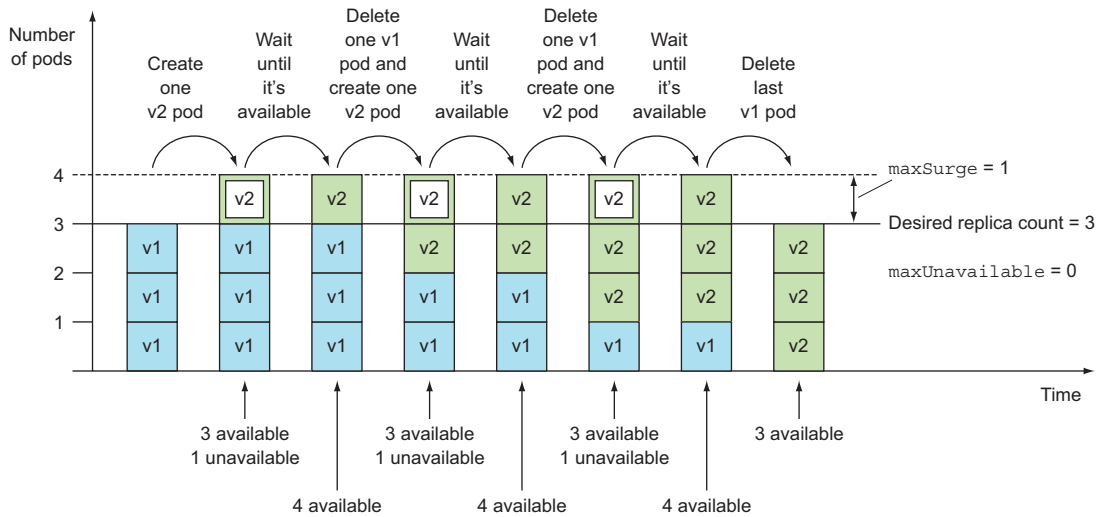 Number
of pods
Create
one
v2 pod
Wait
until
it's
available
Delete
one v1
pod and
create one
v2 pod
Wait
until
it's
available
Delete
one v1
pod and
create one
v2 pod
Wait
until
it's
available
Delete
last
v1 pod
4
3
2
1
v2 v2 v2 v2 v2 v2
v1 v1 v1 v2 v2 v2 v2 v2
v1 v1 v1 v1 v1 v2 v2 v2
v1 v1 v1 v1 v1 v1 v1 v2
maxSurge = 1
Desired replica count = 3
maxUnavailable = 0
Time
3 available
1 unavailable
4 available
3 available
1 unavailable
4 available
3 available
1 unavailable
4 available
3 available